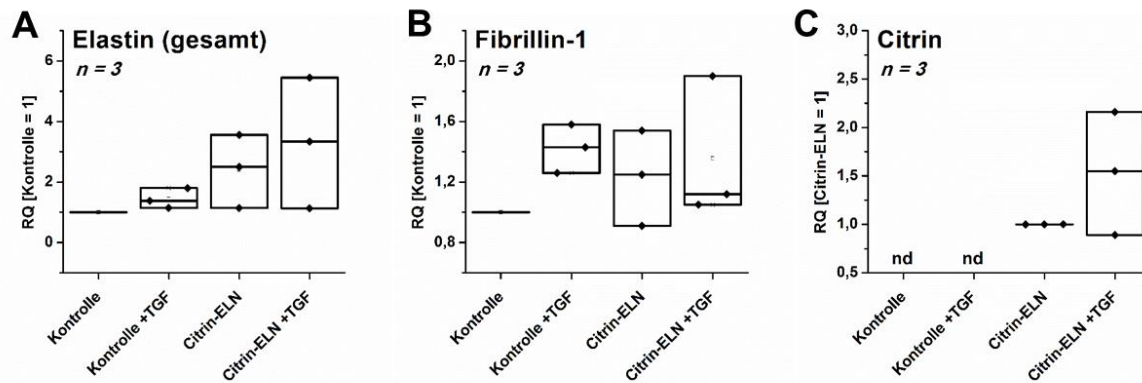 A
Elastin (gesamt)
n = 3
RQ [Kontrolle = 1]
6
4
2
0
Kontrolle
Kontrolle +TGF
Citrin-ELN
Citrin-ELN +TGF
B
Fibrillin-1
n = 3
RQ [Kontrolle = 1]
2,0
1,6
1,2
0,8
Kontrolle
Kontrolle +TGF
Citrin-ELN
Citrin-ELN +TGF
C
Citrin
n = 3
RQ [Citrin-ELN = 1]
3,0
2,5
2,0
1,5
1,0
0,5
nd
nd
Kontrolle
Kontrolle +TGF
Citrin-ELN
Citrin-ELN +TGF